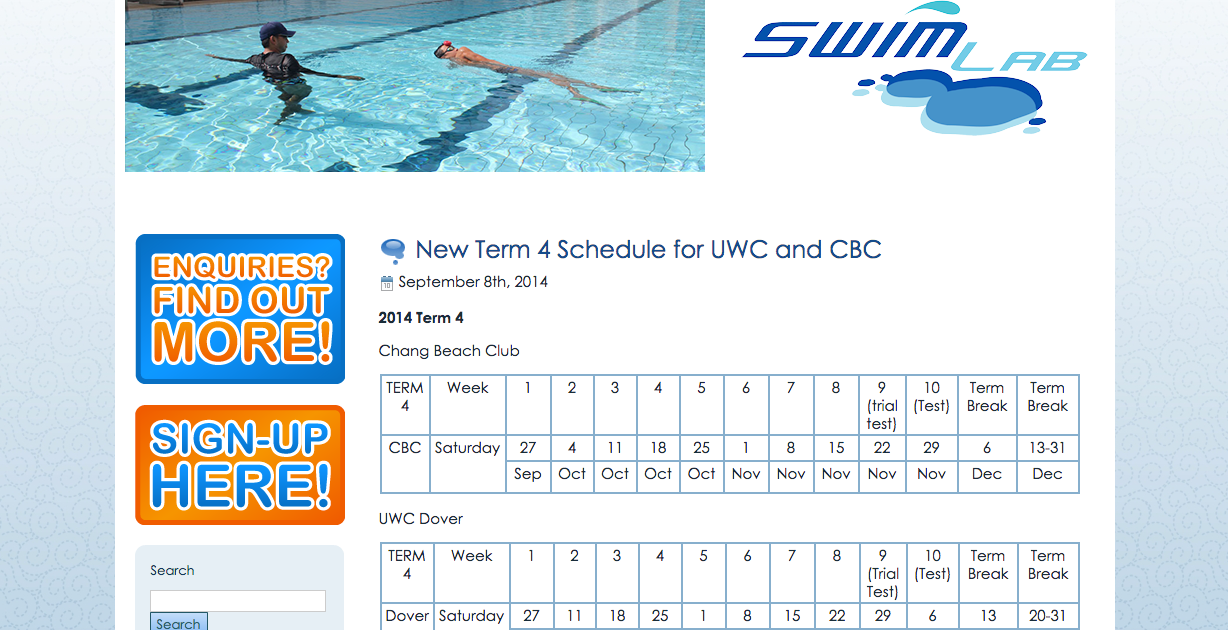 SWIM LAB
ENQUIRIES?
FIND OUT
MORE!
SIGN-UP
HERE!
Search
Search
New Term 4 Schedule for UWC and CBC
10 September 8th, 2014
2014 Term 4
Chang Beach Club
TERM 4 Week 1 2 3 4 5 6 7 8 9 (trial test) 10 (Test) Term Break Term Break
CBC Saturday 27 4 11 18 25 1 8 15 22 29 6 13-31
Sep Oct Oct Oct Oct Nov Nov Nov Nov Nov Dec Dec
UWC Dover
TERM 4 Week 1 2 3 4 5 6 7 8 9 (Trial Test) 10 (Test) Term Break Term Break
Dover Saturday 27 11 18 25 1 8 15 22 29 6 13 20-31